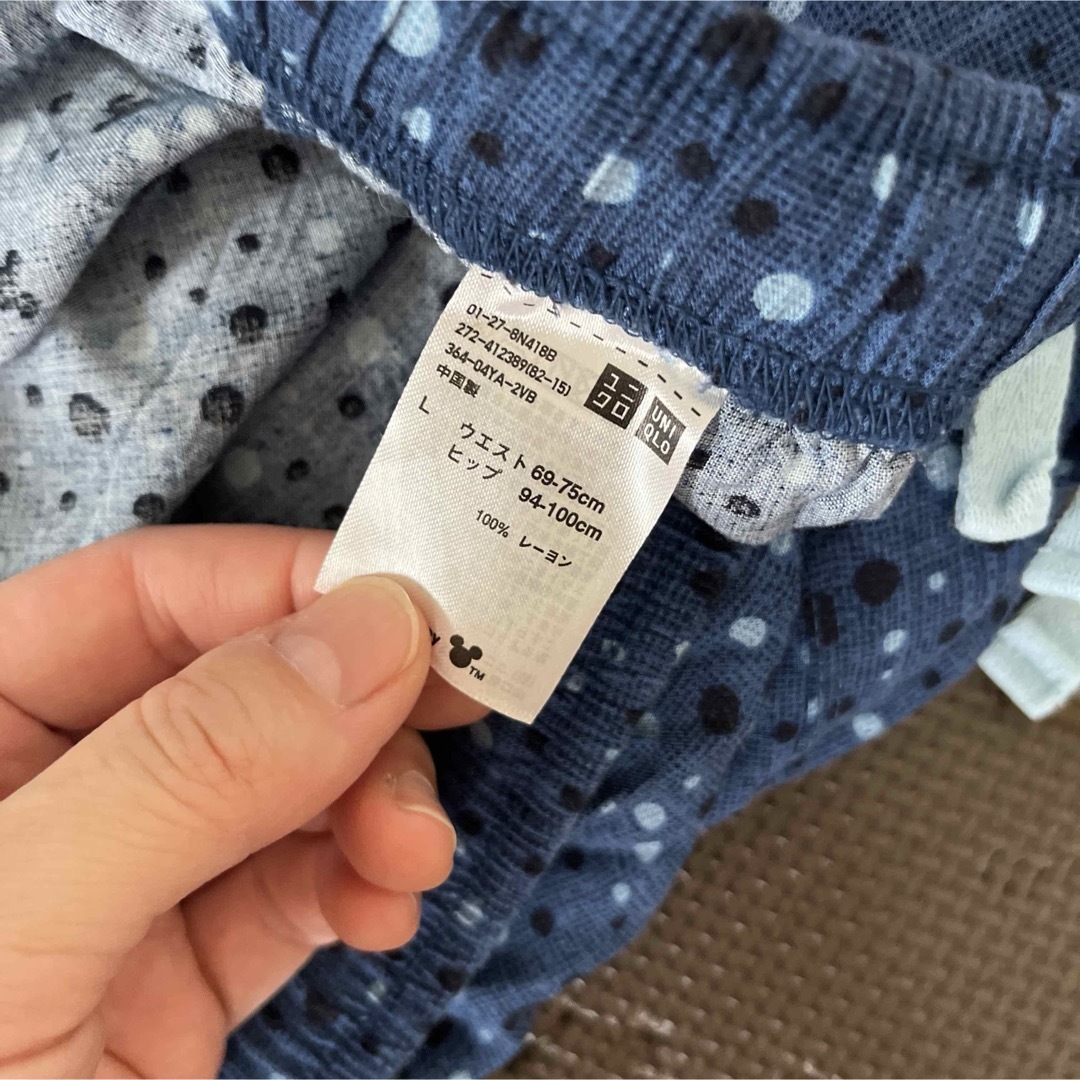 01-27-8N418B
272-412389(82-15)
364-04YA-2VB
中国製
L
ユニ
クロ
UNI
QLO
ウエスト 69-75cm
ヒップ 94-100cm
100% レーヨン
TM